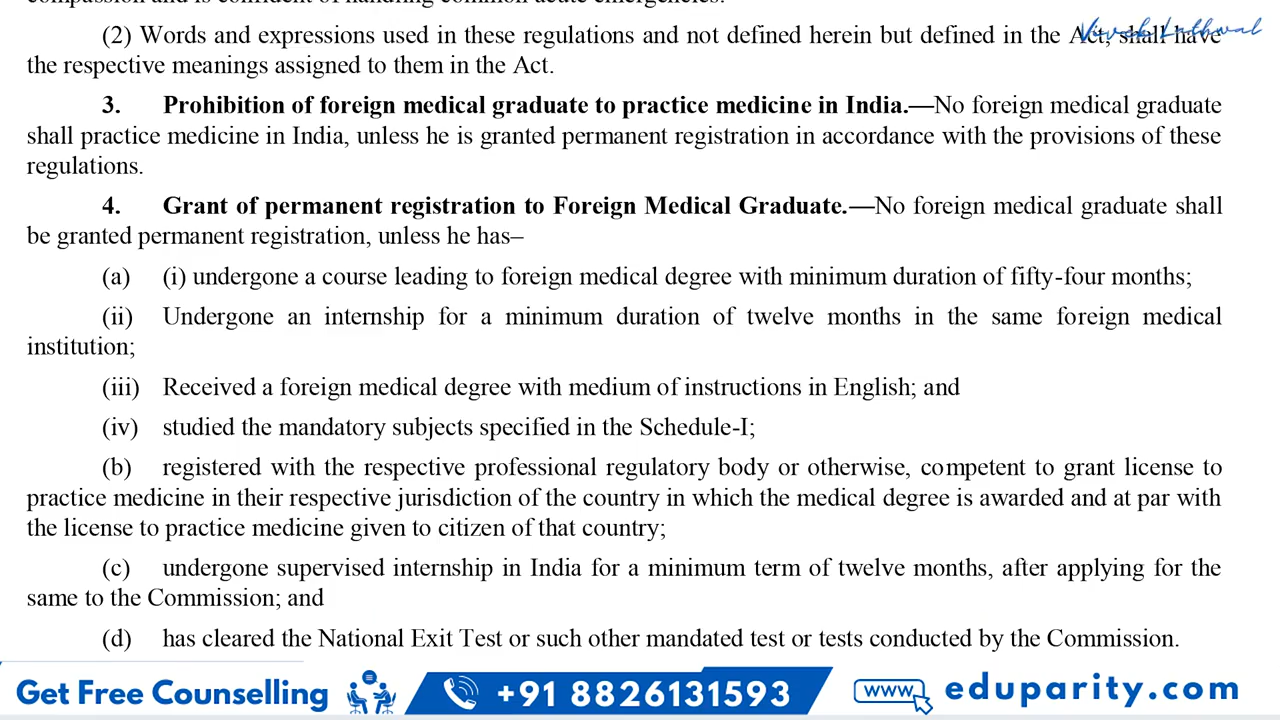 compassion and is confident of handling common acute emergencies.
(2) Words and expressions used in these regulations and not defined herein but defined in the Act, shall have
the respective meanings assigned to them in the Act.
3. Prohibition of foreign medical graduate to practice medicine in India.—No foreign medical graduate
shall practice medicine in India, unless he is granted permanent registration in accordance with the provisions of these
regulations.
4. Grant of permanent registration to Foreign Medical Graduate.—No foreign medical graduate shall
be granted permanent registration, unless he has–
(a) (i) undergone a course leading to foreign medical degree with minimum duration of fifty-four months;
(ii) Undergone an internship for a minimum duration of twelve months in the same foreign medical
institution;
(iii) Received a foreign medical degree with medium of instructions in English; and
(iv) studied the mandatory subjects specified in the Schedule-I;
(b) registered with the respective professional regulatory body or otherwise, competent to grant license to
practice medicine in their respective jurisdiction of the country in which the medical degree is awarded and at par with
the license to practice medicine given to citizen of that country;
(c) undergone supervised internship in India for a minimum term of twelve months, after applying for the
same to the Commission; and
(d) has cleared the National Exit Test or such other mandated test or tests conducted by the Commission.
Get Free Counselling +91 8826131593 www. eduparity.com